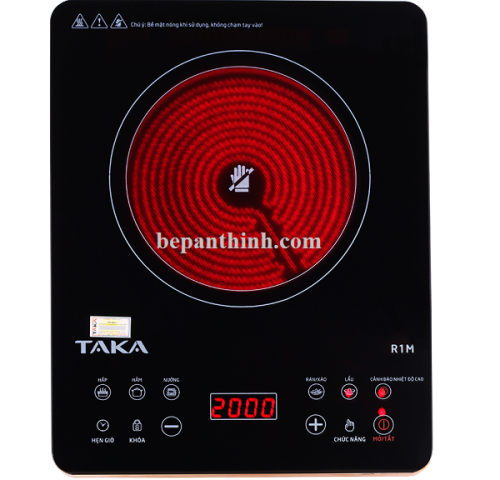 Chú ý: Bề mặt nóng khi sử dụng, không chạm tay vào!
bepanthinh.com
TAKA
R1M
HẤP
HẦM
NƯỚNG
RÁN/XÀO
LẨU
CẢNH BÁO NHIỆT ĐỘ CAO
2000
HẸN GIỜ
KHÓA
CHỨC NĂNG
MỞ/TẮT